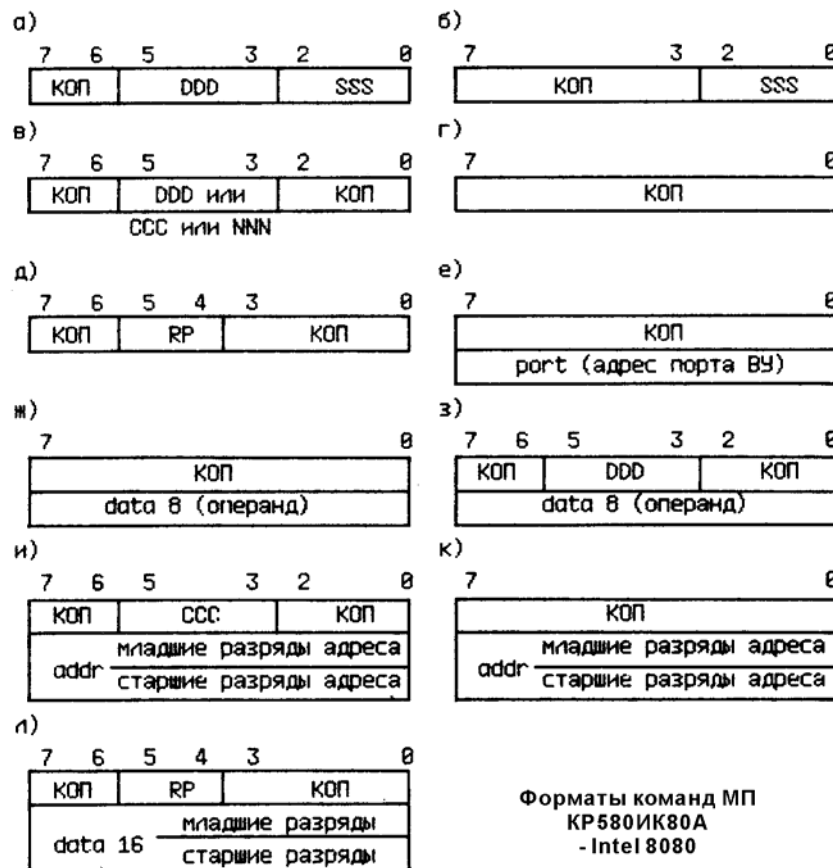 а)
7 6 5 2 0
КОП DDD SSS
б)
7 3 2 0
КОП SSS
в)
7 6 5 3 2 0
КОП DDD или КОП
CCC или NNN
г)
7 0
КОП
д)
7 6 5 4 3 0
КОП RP КОП
е)
7 0
КОП
port (адрес порта ВУ)
ж)
7 0
КОП
data 8 (операнд)
з)
7 6 5 3 2 0
КОП DDD КОП
data 8 (операнд)
и)
7 6 5 3 2 0
КОП CCC КОП
младшие разряды адреса
addr
старшие разряды адреса
к)
7 0
КОП
младшие разряды адреса
addr
старшие разряды адреса
л)
7 6 5 4 3 0
КОП RP КОП
младшие разряды
data 16
старшие разряды
Форматы команд МП
КР580ИК80А
- Intel 8080